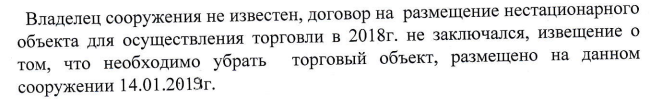 Владелец сооружения не известен, договор на размещение нестационарного
объекта для осуществления торговли в 2018г. не заключался, извещение о
том, что необходимо убрать торговый объект, размещено на данном
сооружении 14.01.2019г.